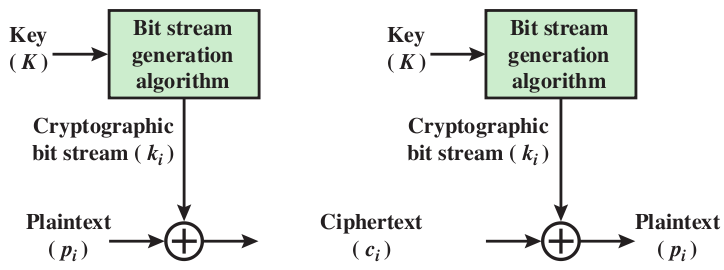 Key
( K )
Bit stream
generation
algorithm
Cryptographic
bit stream ( kᵢ )
Plaintext
( pᵢ )
Ciphertext
( cᵢ )
Key
( K )
Bit stream
generation
algorithm
Cryptographic
bit stream ( kᵢ )
Plaintext
( pᵢ )